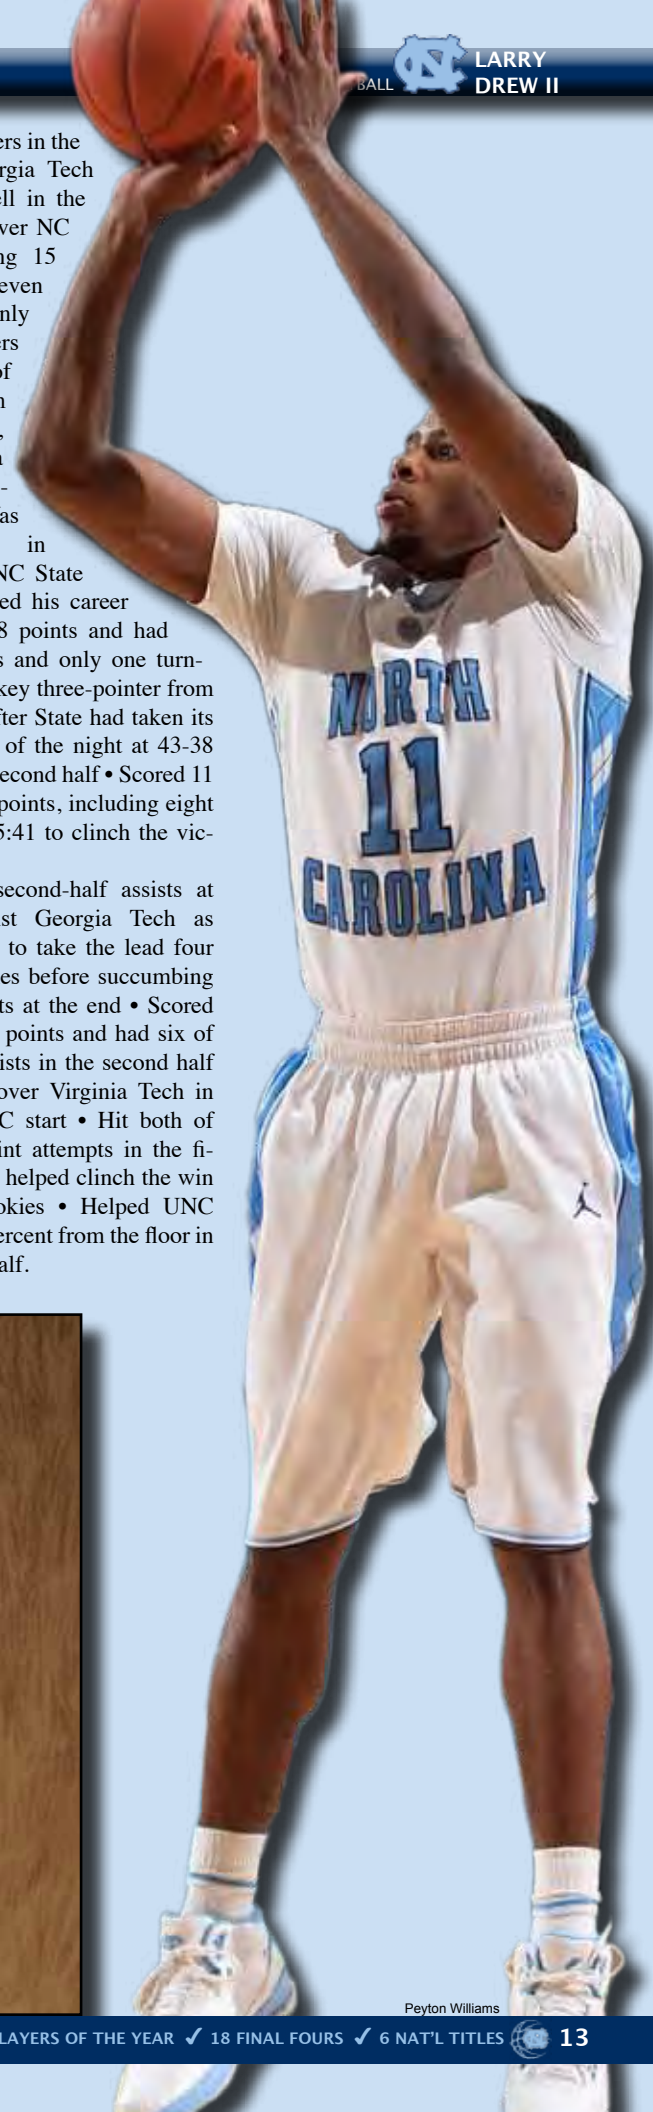 BALL
LARRY
DREW II
ers in the
rgia Tech
ell in the
ver NC
ng 15
even
nly
ers
of
n
,
a
-
as
in
NC State
ed his career
8 points and had
s and only one turn-
key three-pointer from
fter State had taken its
of the night at 43-38
econd half • Scored 11
points, including eight
5:41 to clinch the vic-
second-half assists at
st Georgia Tech as
to take the lead four
es before succumbing
ts at the end • Scored
points and had six of
ists in the second half
over Virginia Tech in
C start • Hit both of
int attempts in the fi-
helped clinch the win
okies • Helped UNC
ercent from the floor in
alf.
NORTH
11
CAROLINA
Peyton Williams
LAYERS OF THE YEAR ✓ 18 FINAL FOURS ✓ 6 NAT'L TITLES 13